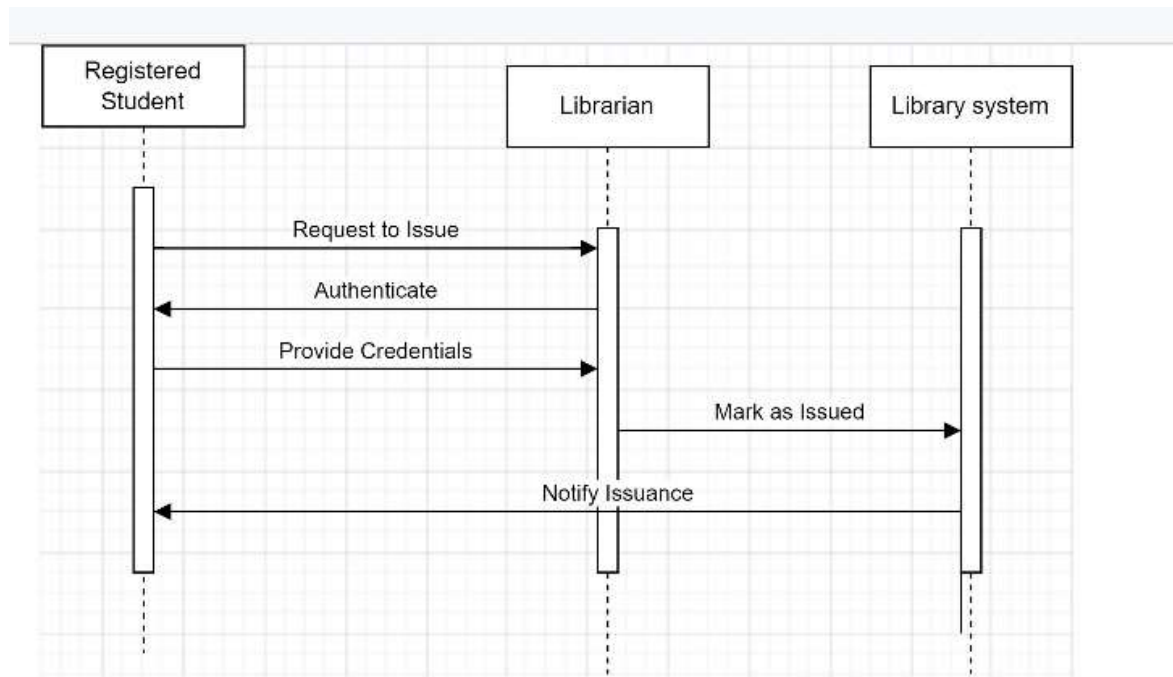 Registered
Student
Librarian
Library system
Request to Issue
Authenticate
Provide Credentials
Mark as Issued
Notify Issuance